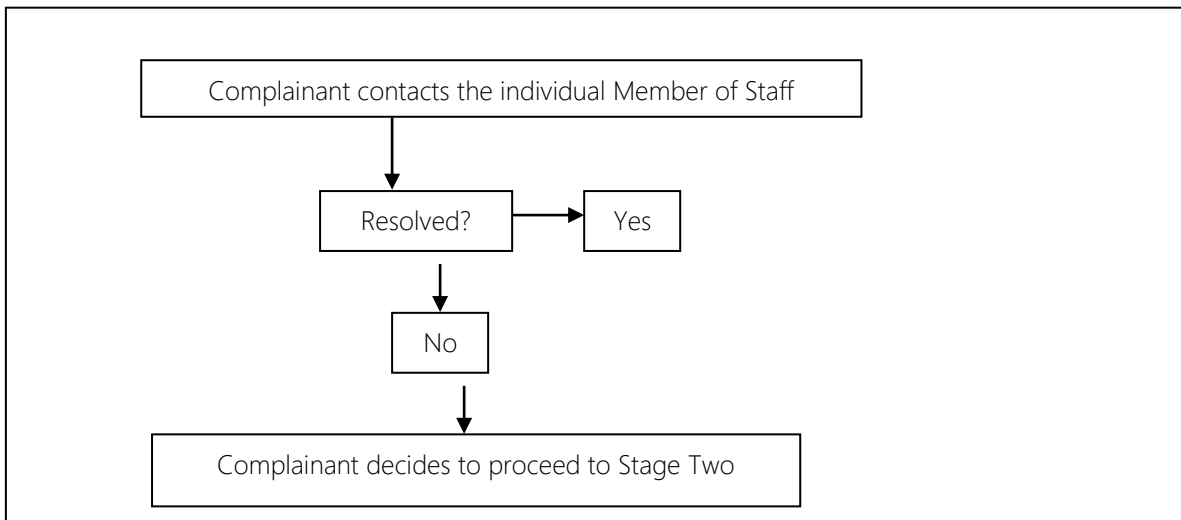 Complainant contacts the individual Member of Staff
Resolved?
Yes
No
Complainant decides to proceed to Stage Two